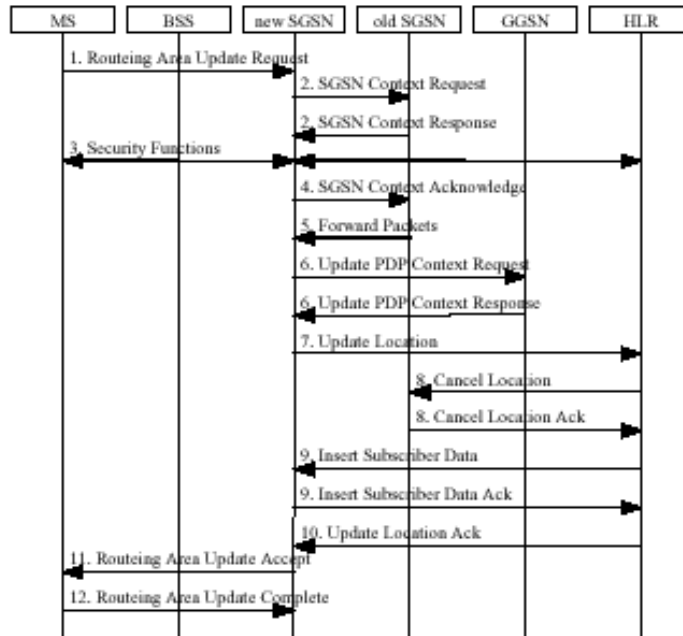 MS BSS new SGSN old SGSN GGSN HLR
1. Routeing Area Update Request
2. SGSN Context Request
2. SGSN Context Response
3. Security Functions
4. SGSN Context Acknowledge
5. Forward Packets
6. Update PDP Context Request
6. Update PDP Context Response
7. Update Location
8. Cancel Location
8. Cancel Location Ack
9. Insert Subscriber Data
9. Insert Subscriber Data Ack
10. Update Location Ack
11. Routeing Area Update Accept
12. Routeing Area Update Complete